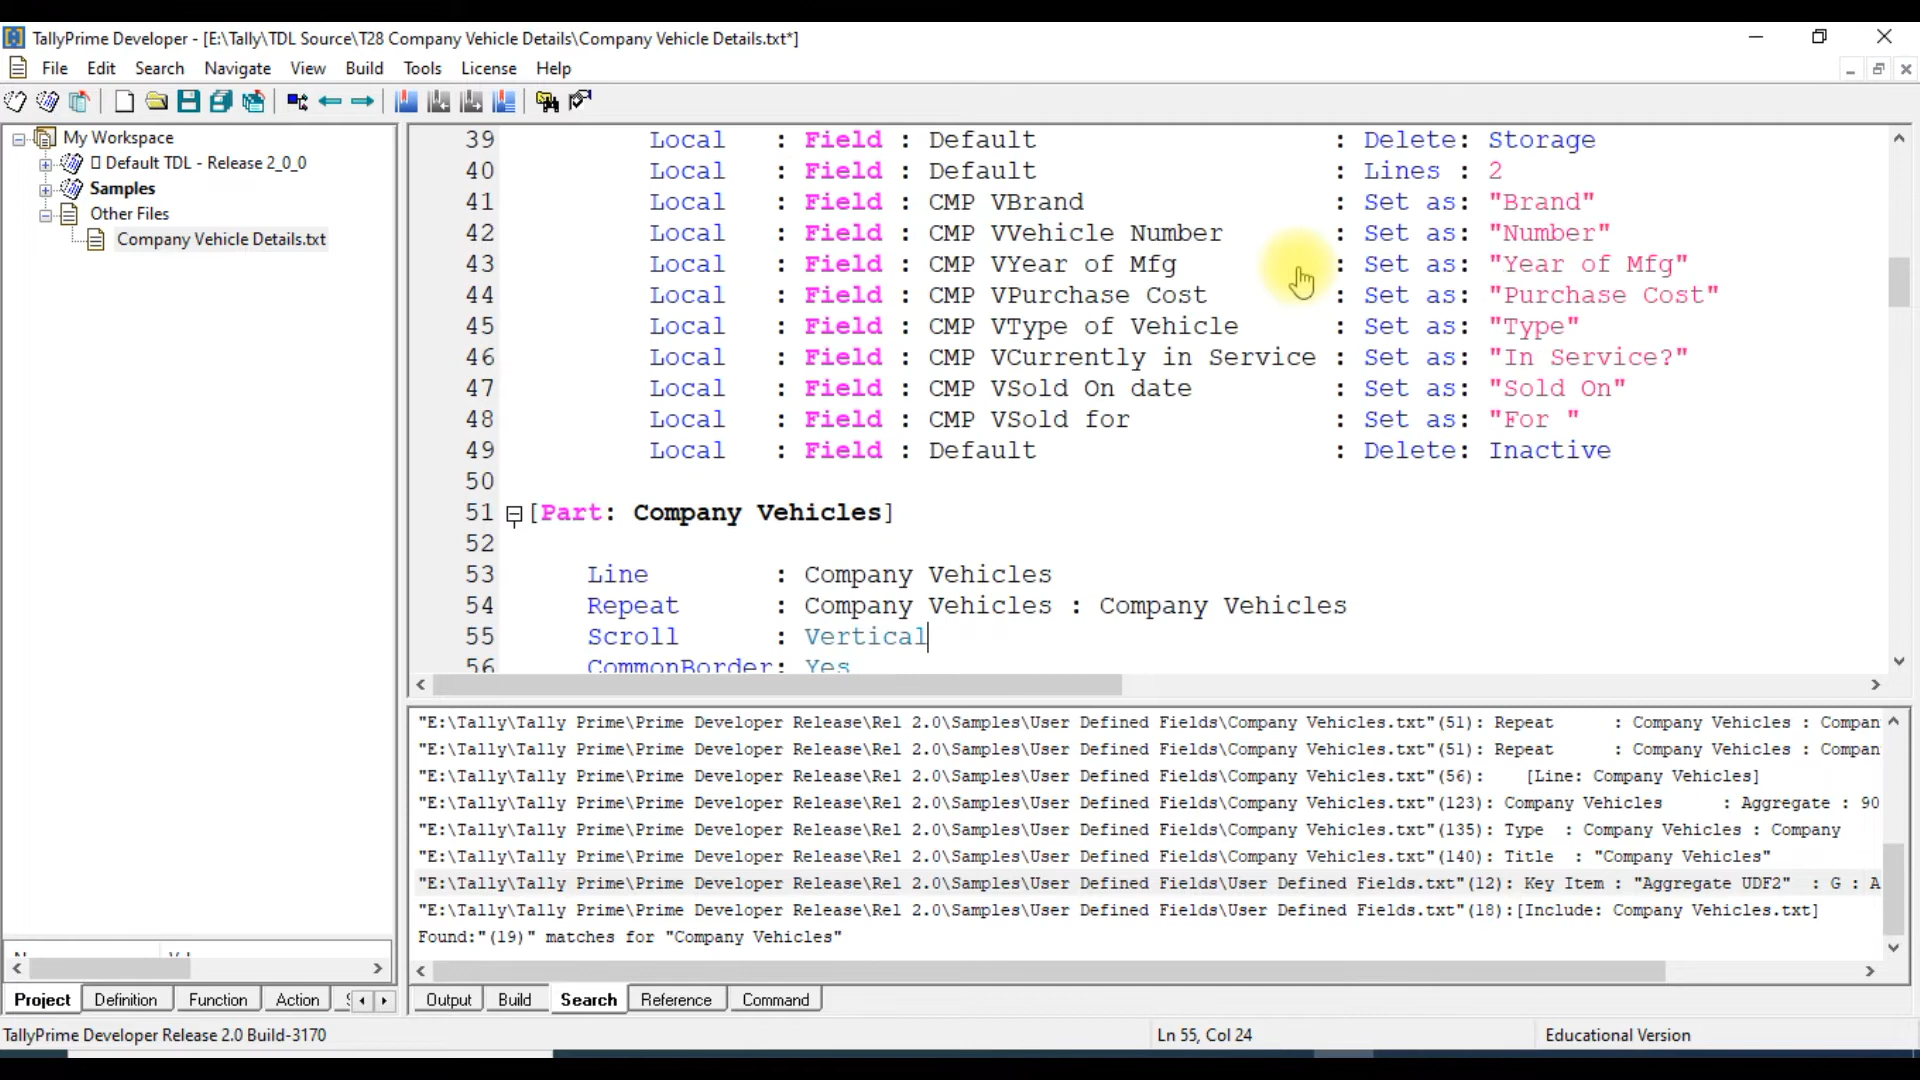 TallyPrime Developer - [E:\Tally\TDL Source\T28 Company Vehicle Details\Company Vehicle Details.txt*]
File Edit Search Navigate View Build Tools License Help
My Workspace
Default TDL - Release 2_0_0
Samples
Other Files
Company Vehicle Details.txt
39 Local : Field : Default : Delete: Storage
40 Local : Field : Default : Lines : 2
41 Local : Field : CMP VBrand : Set as: "Brand"
42 Local : Field : CMP VVehicle Number : Set as: "Number"
43 Local : Field : CMP VYear of Mfg : Set as: "Year of Mfg"
44 Local : Field : CMP VPurchase Cost : Set as: "Purchase Cost"
45 Local : Field : CMP VType of Vehicle : Set as: "Type"
46 Local : Field : CMP VCurrently in Service : Set as: "In Service?"
47 Local : Field : CMP VSold On date : Set as: "Sold On"
48 Local : Field : CMP VSold for : Set as: "For "
49 Local : Field : Default : Delete: Inactive
50
51 [Part: Company Vehicles]
52
53 Line : Company Vehicles
54 Repeat : Company Vehicles : Company Vehicles
55 Scroll : Vertical
56 CommonBorder: Yes
"E:\Tally\Tally Prime\Prime Developer Release\Rel 2.0\Samples\User Defined Fields\Company Vehicles.txt"(51): Repeat : Company Vehicles : Compan
"E:\Tally\Tally Prime\Prime Developer Release\Rel 2.0\Samples\User Defined Fields\Company Vehicles.txt"(51): Repeat : Company Vehicles : Compan
"E:\Tally\Tally Prime\Prime Developer Release\Rel 2.0\Samples\User Defined Fields\Company Vehicles.txt"(56): [Line: Company Vehicles]
"E:\Tally\Tally Prime\Prime Developer Release\Rel 2.0\Samples\User Defined Fields\Company Vehicles.txt"(123): Company Vehicles : Aggregate : 90
"E:\Tally\Tally Prime\Prime Developer Release\Rel 2.0\Samples\User Defined Fields\Company Vehicles.txt"(135): Type : Company Vehicles : Company
"E:\Tally\Tally Prime\Prime Developer Release\Rel 2.0\Samples\User Defined Fields\Company Vehicles.txt"(140): Title : "Company Vehicles"
"E:\Tally\Tally Prime\Prime Developer Release\Rel 2.0\Samples\User Defined Fields\User Defined Fields.txt"(12): Key Item : "Aggregate UDF2" : G : A
"E:\Tally\Tally Prime\Prime Developer Release\Rel 2.0\Samples\User Defined Fields\User Defined Fields.txt"(18):[Include: Company Vehicles.txt]
Found:"(19)" matches for "Company Vehicles"
Project Definition Function Action
Output Build Search Reference Command
TallyPrime Developer Release 2.0 Build-3170 Ln 55, Col 24 Educational Version